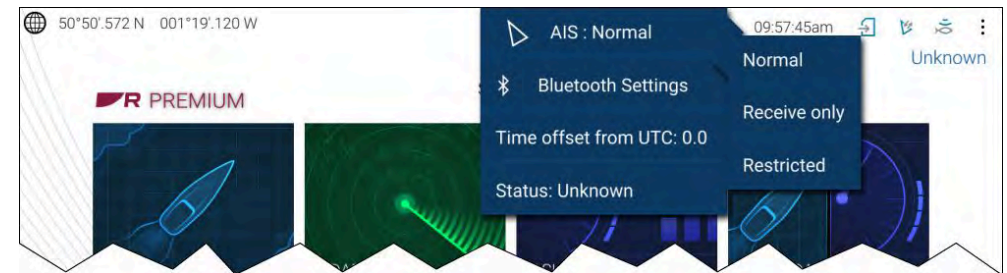 50°50'.572 N 001°19'.120 W
09:57:45am
Unknown
R PREMIUM
AIS : Normal
Bluetooth Settings
Time offset from UTC: 0.0
Status: Unknown
Normal
Receive only
Restricted